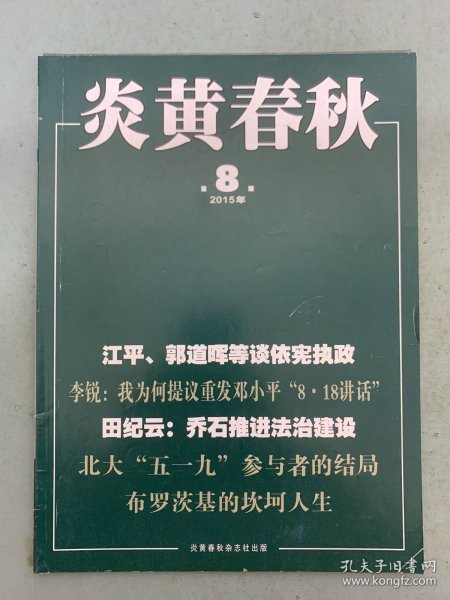 炎黄春秋
第8期
2015年
江平、郭道晖等谈依宪执政
李锐：我为何提议重发邓小平“8·18讲话”
田纪云：乔石推进法治建设
北大“五一九”参与者的结局
布罗茨基的坎坷人生
炎黄春秋杂志社出版
孔夫子旧书网
www.kongfz.com